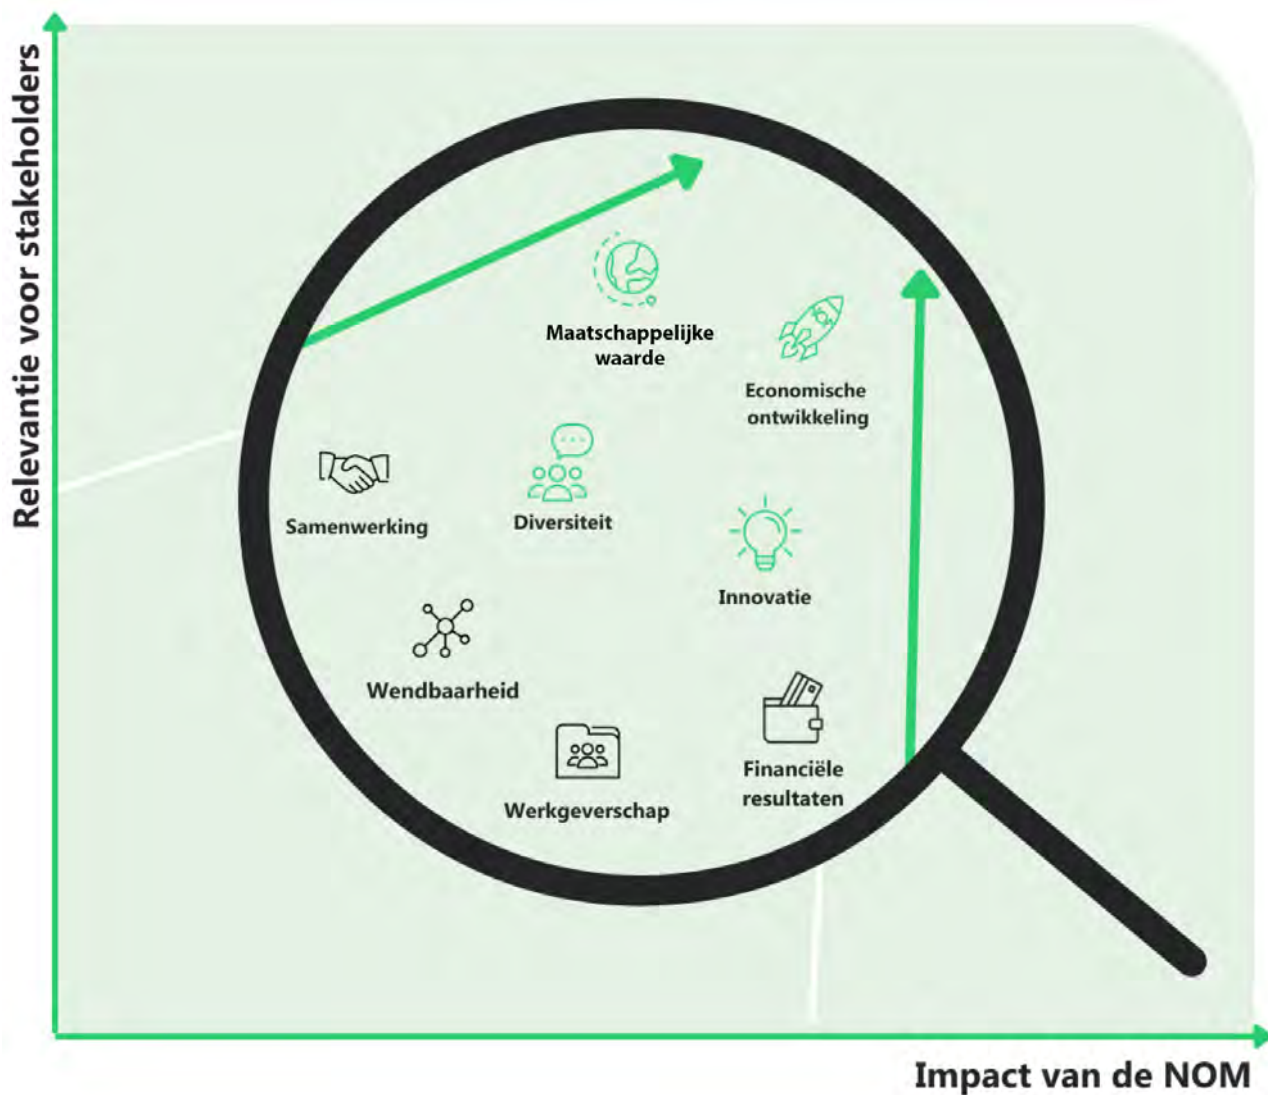 Relevantie voor stakeholders
Maatschappelijke
waarde
Economische
ontwikkeling
Samenwerking
Diversiteit
Innovatie
Wendbaarheid
Werkgeverschap
Financiële
resultaten
Impact van de NOM